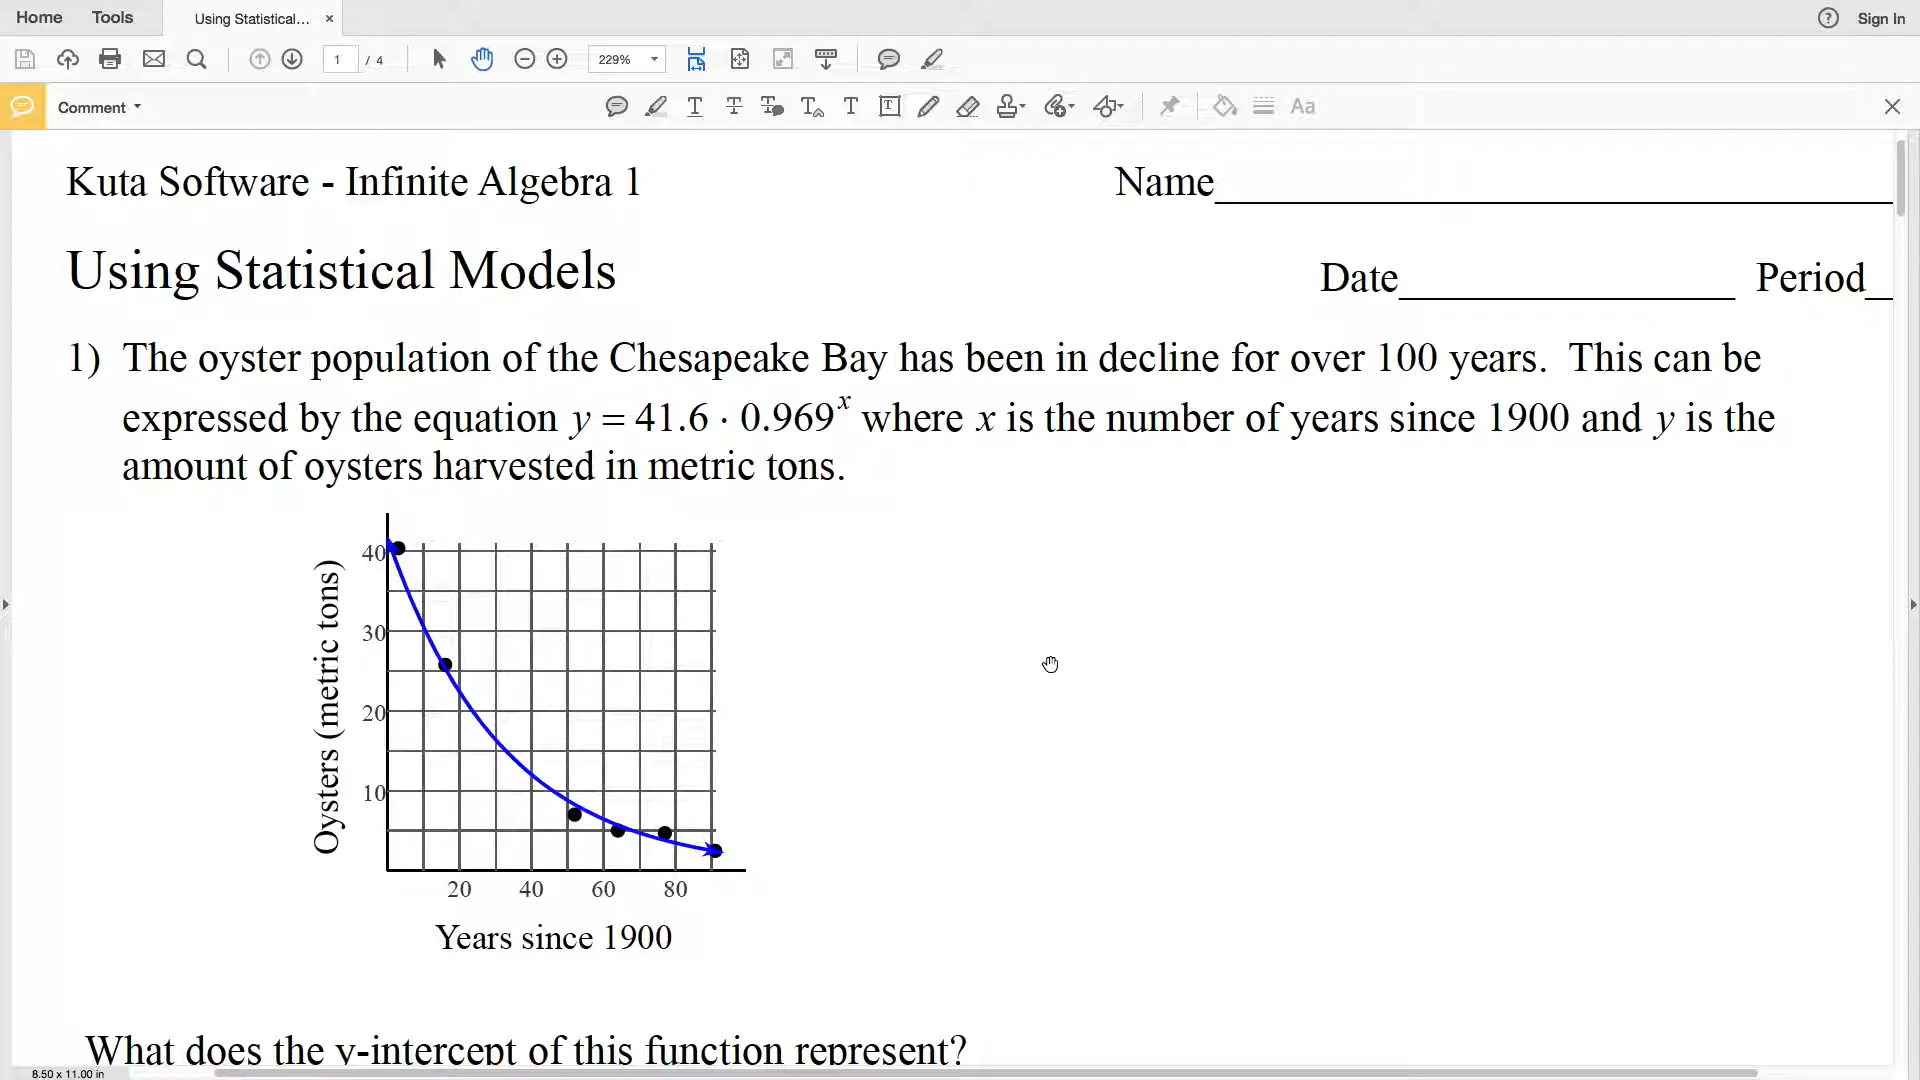 Home Tools Using Statistical... × ? Sign In
1 / 4 229%
Comment T T T T T T Aa
Kuta Software - Infinite Algebra 1 Name
Using Statistical Models Date Period
1) The oyster population of the Chesapeake Bay has been in decline for over 100 years. This can be
expressed by the equation y = 41.6 · 0.969^x where x is the number of years since 1900 and y is the
amount of oysters harvested in metric tons.
Oysters (metric tons)
40
30
20
10
20 40 60 80
Years since 1900
What does the y-intercept of this function represent?
8.50 x 11.00 in